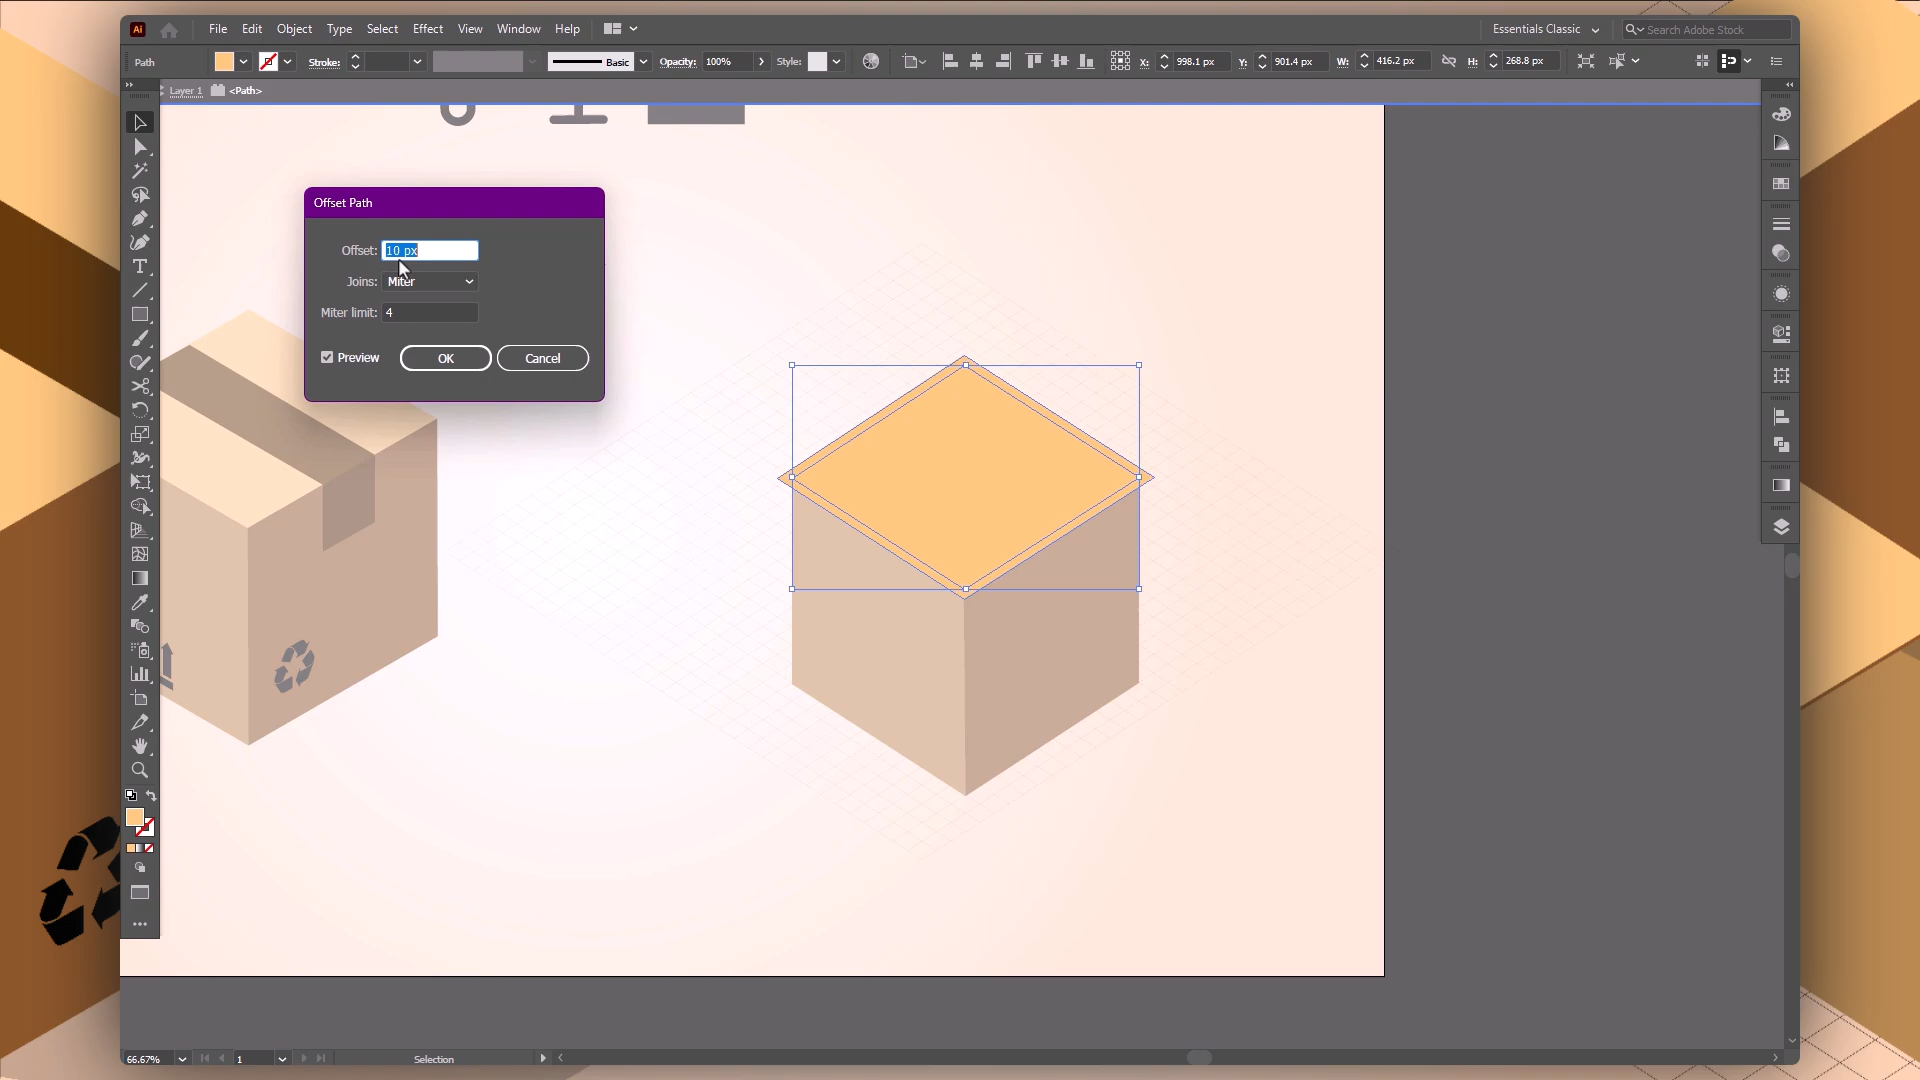 Ai File Edit Object Type Select Effect View Window Help Essentials Classic Search Adobe Stock
Path Stroke: Basic Opacity: 100% Style: X: 998.1 px Y: 901.4 px W: 416.2 px H: 268.8 px
Layer 1 <Path>
Offset Path
Offset: 10 px
Joins: Miter
Miter limit: 4
Preview OK Cancel
66.67% 1 Selection